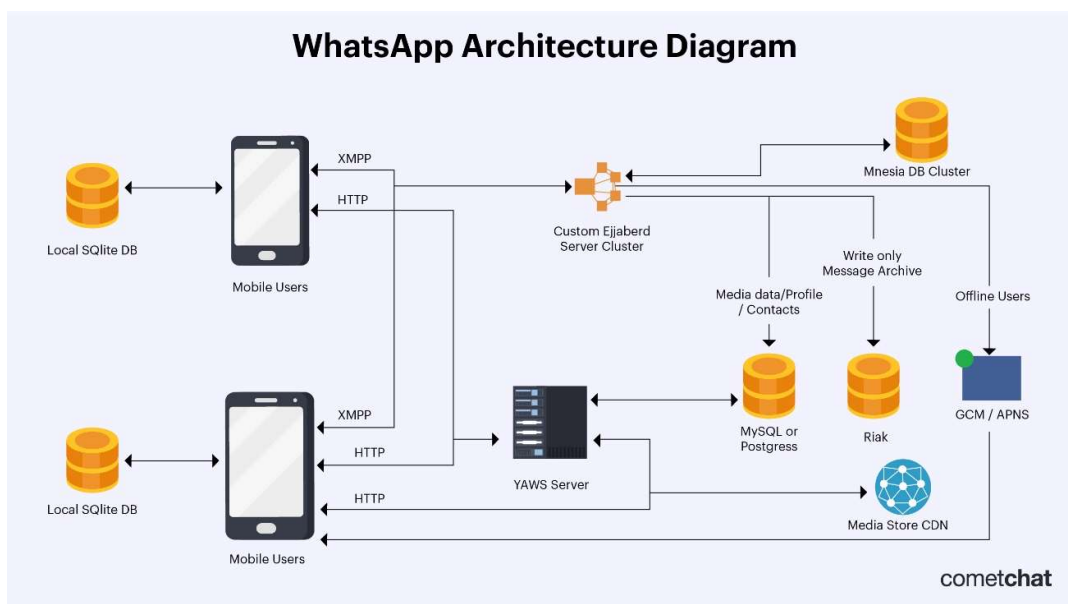 WhatsApp Architecture Diagram
XMPP
HTTP
Local SQlite DB
Mobile Users
Custom Ejjaberd
Server Cluster
Mnesia DB Cluster
Write only
Message Archive
Media data/Profile
/ Contacts
Offline Users
XMPP
HTTP
HTTP
Local SQlite DB
Mobile Users
YAWS Server
MySQL or
Postgress
Riak
GCM / APNS
Media Store CDN
cometchat